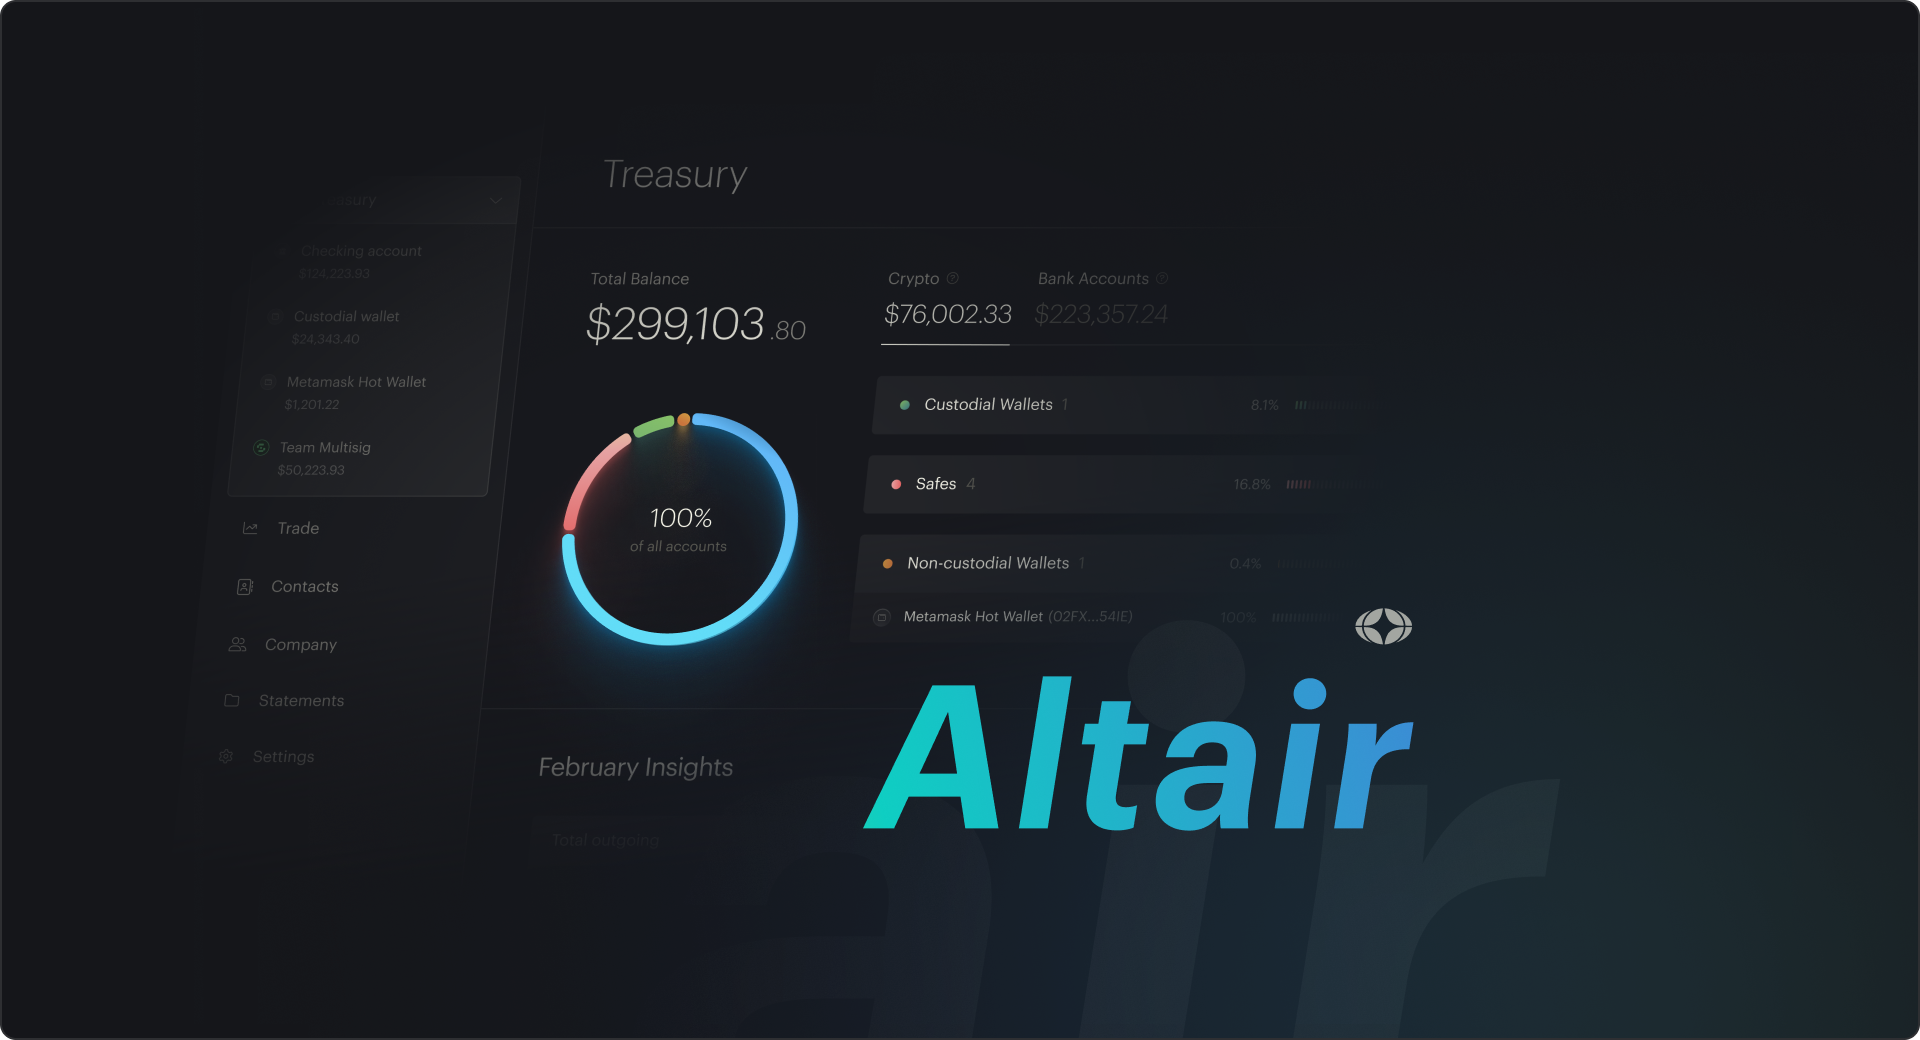 Treasury
Checking account
$124,223.93
Custodial wallet
$24,343.40
Metamask Hot Wallet
$1,201.22
Team Multisig
$50,223.93
Trade
Contacts
Company
Statements
Settings
Total Balance
$299,103.80
Crypto
$76,002.33
Bank Accounts
$223,357.24
100%
of all accounts
Custodial Wallets 1 8.1%
Safes 4 16.8%
Non-custodial Wallets 1 0.4%
Metamask Hot Wallet (02FX...54IE) 100%
February Insights
Total outgoing
Altair
air